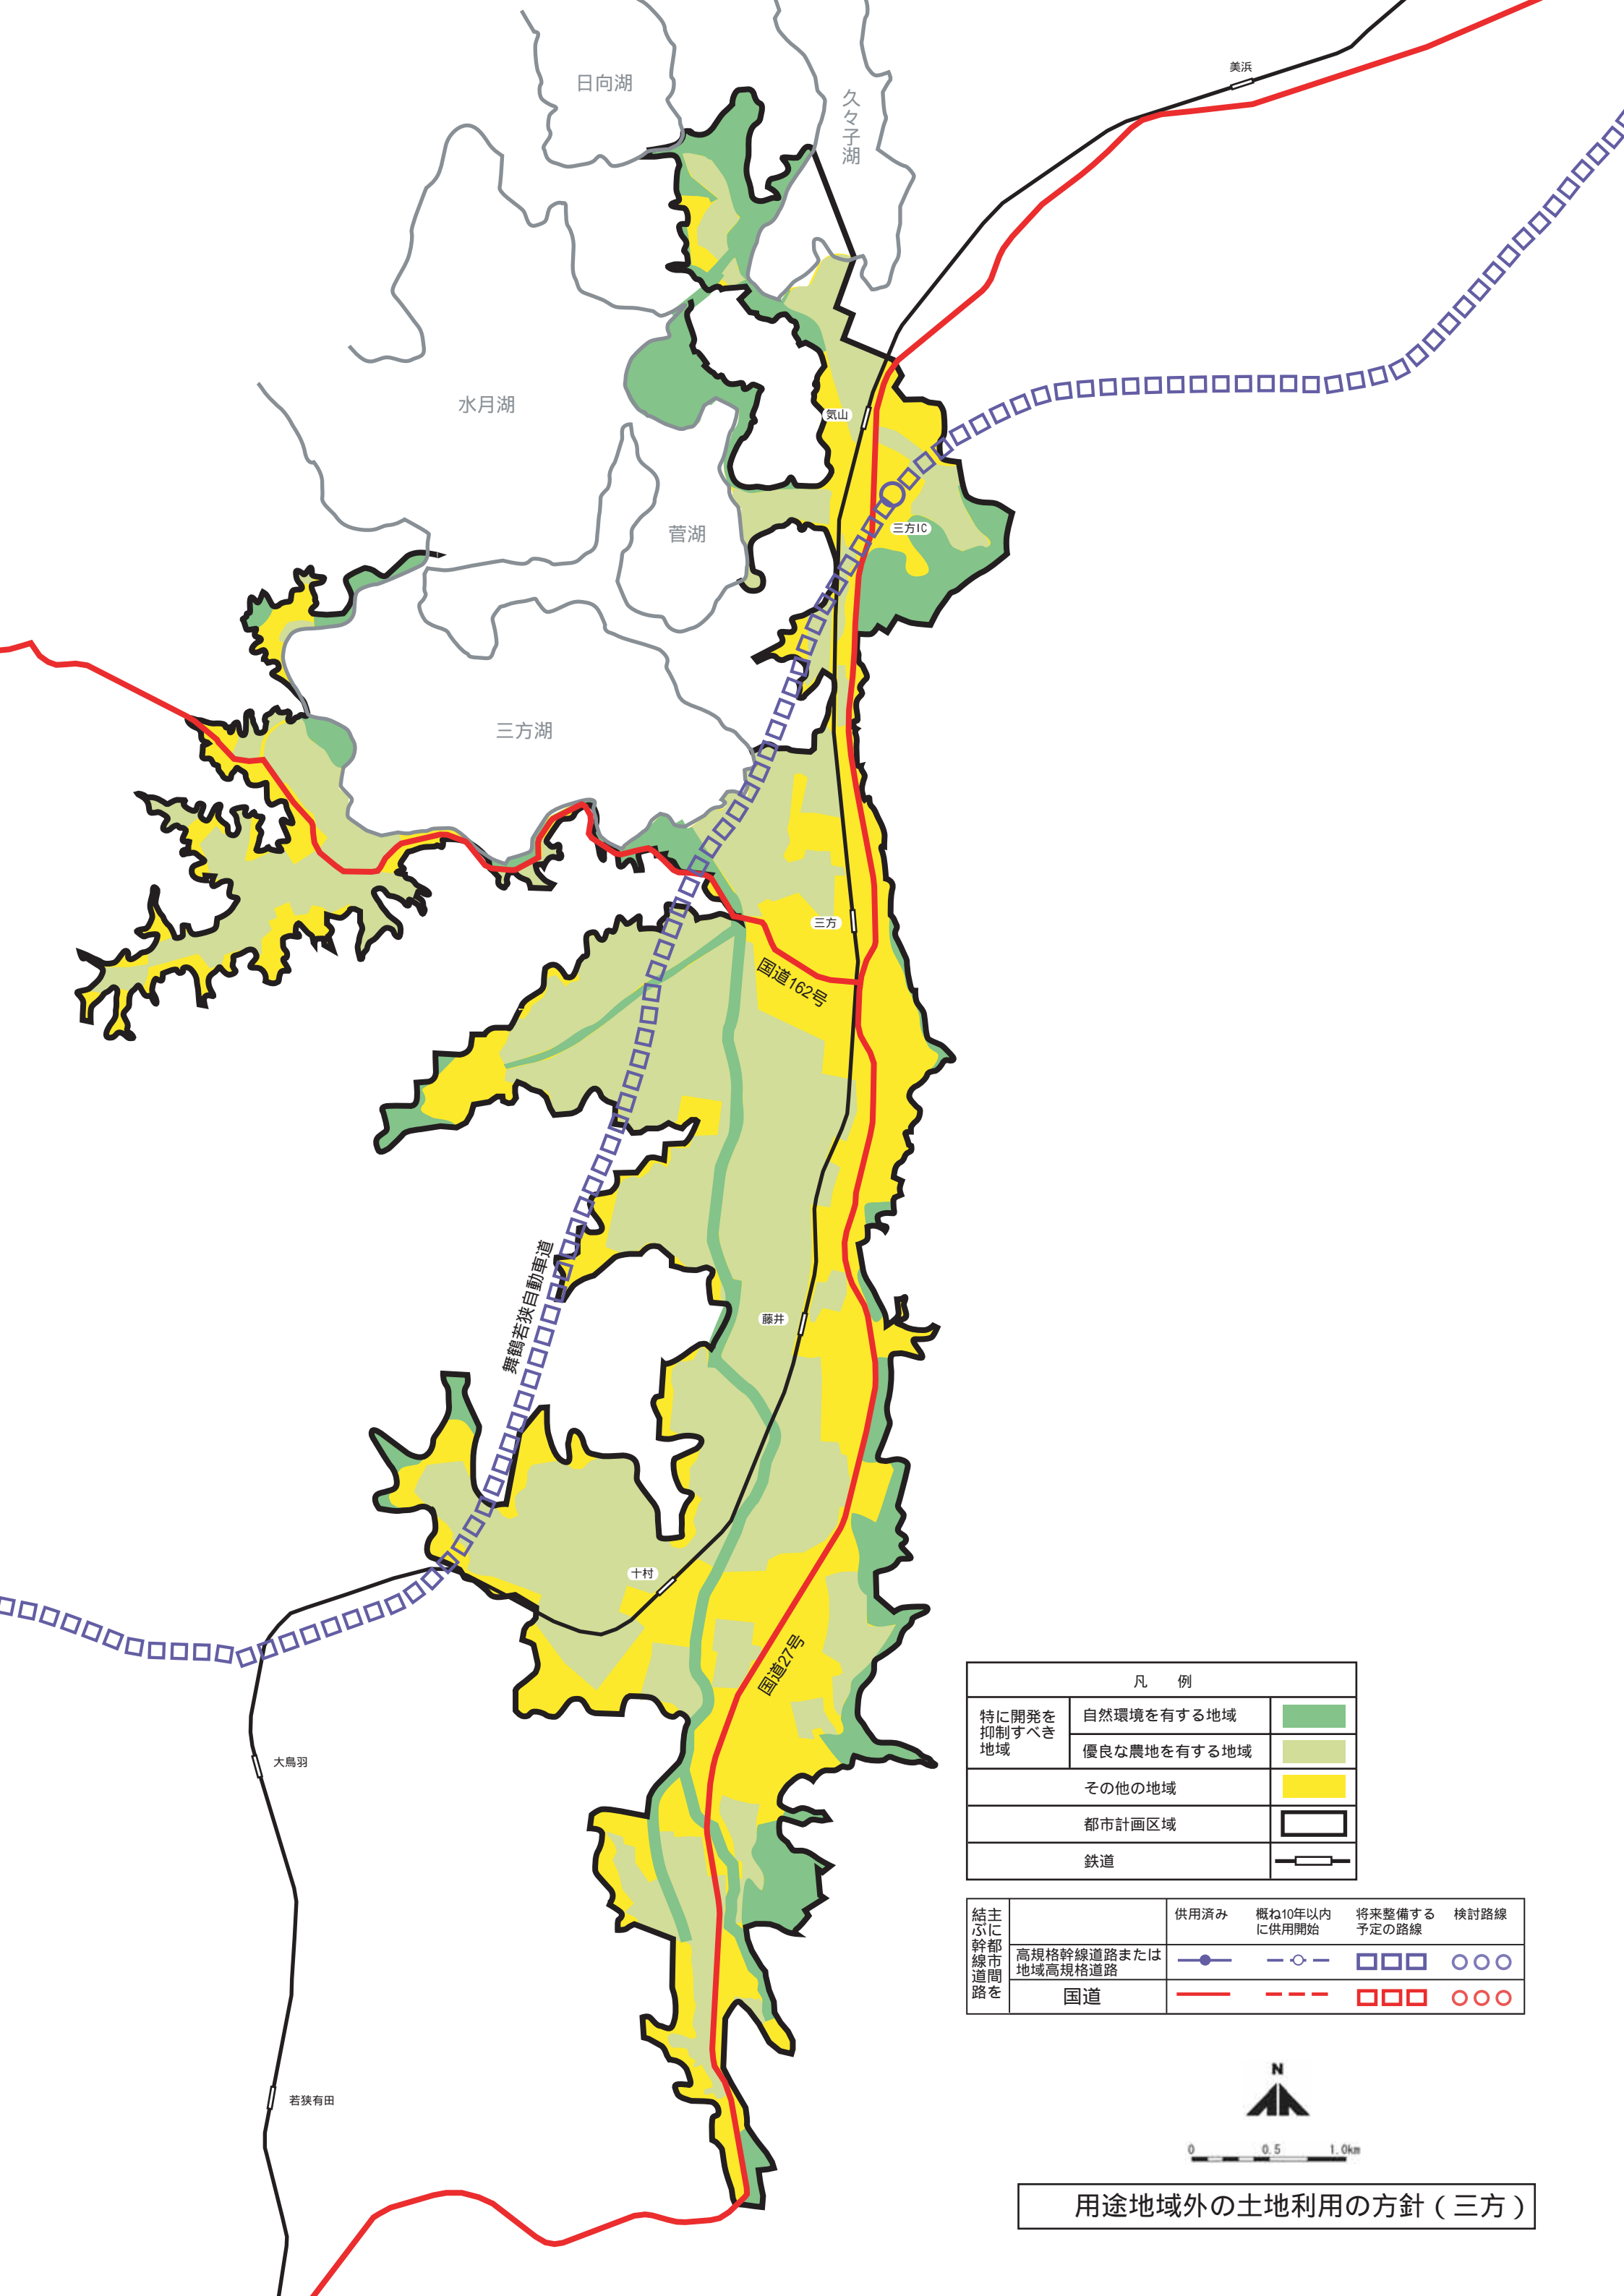 美浜
日向湖
久々子湖
水月湖
気山
三方IC
菅湖
三方湖
三方
国道162号
舞鶴若狭自動車道
藤井
十村
国道27号
大鳥羽
若狭有田
凡 例
特に開発を
抑制すべき
地域
自然環境を有する地域
優良な農地を有する地域
その他の地域
都市計画区域
鉄道
主に都市間を
結ぶ幹線道路
供用済み
概ね10年以内
に供用開始
将来整備する
予定の路線
検討路線
高規格幹線道路または
地域高規格道路
国道
N
0 0.5 1.0km
用途地域外の土地利用の方針（三方）